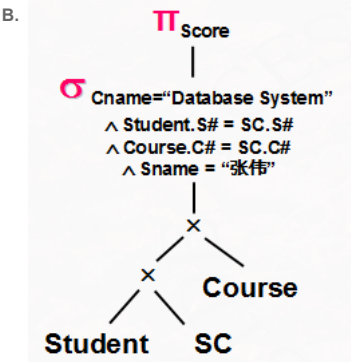 B.
Π Score
σ Cname=“Database System”
∧ Student.S# = SC.S#
∧ Course.C# = SC.C#
∧ Sname = “张伟”
×
×
Course
Student SC